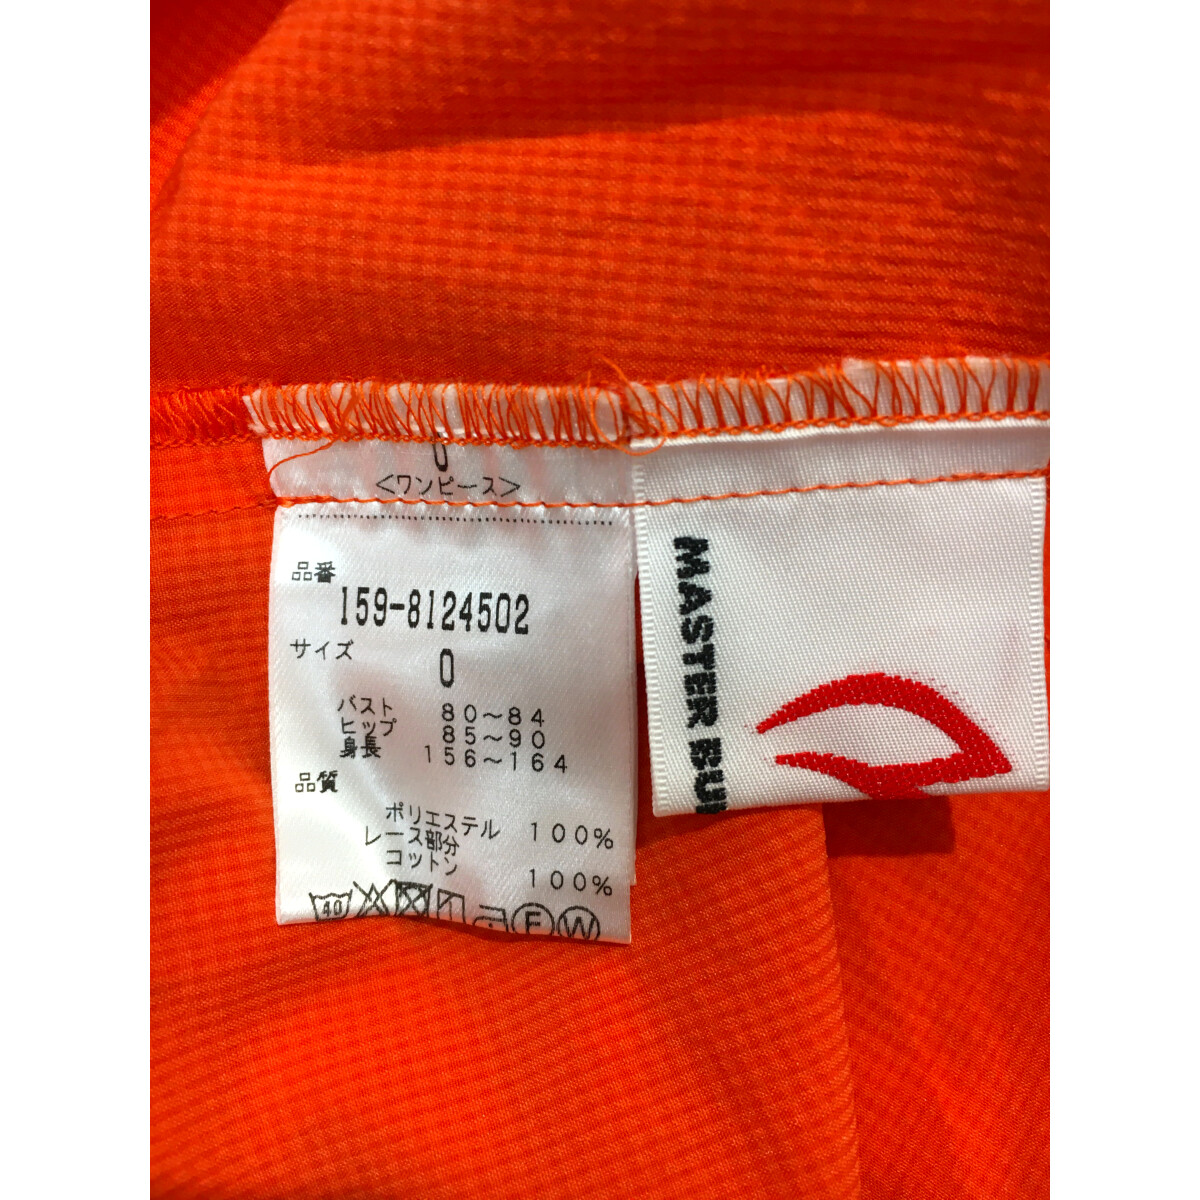 0
<ワンピース>
品番
159-8124502
サイズ
0
バスト 80～84
ヒップ 85～90
身長 156～164
品質
ポリエステル 100%
レース部分
コットン 100%
40
F W
MASTER